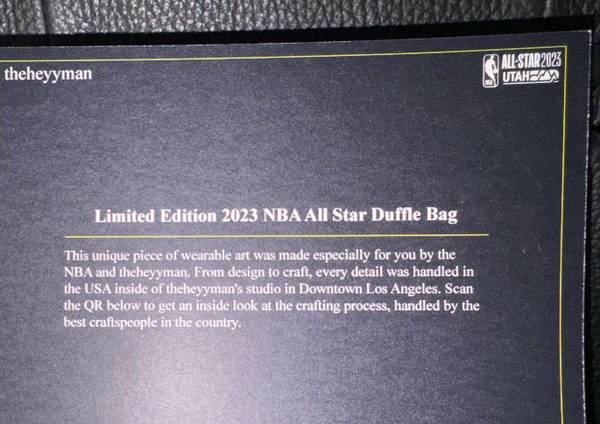 theheyyman
ALL-STAR 2023
UTAH
NBA
Limited Edition 2023 NBA All Star Duffle Bag
This unique piece of wearable art was made especially for you by the
NBA and theheyyman. From design to craft, every detail was handled in
the USA inside of theheyyman's studio in Downtown Los Angeles. Scan
the QR below to get an inside look at the crafting process, handled by the
best craftspeople in the country.